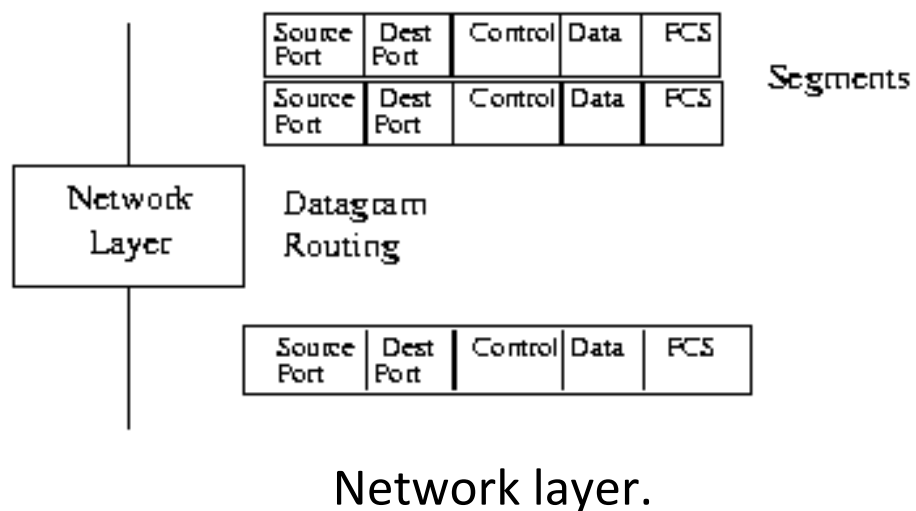 Source Port Dest Port Control Data FCS
Source Port Dest Port Control Data FCS
Segments
Network
Layer
Datagram
Routing
Source Port Dest Port Control Data FCS
Network layer.